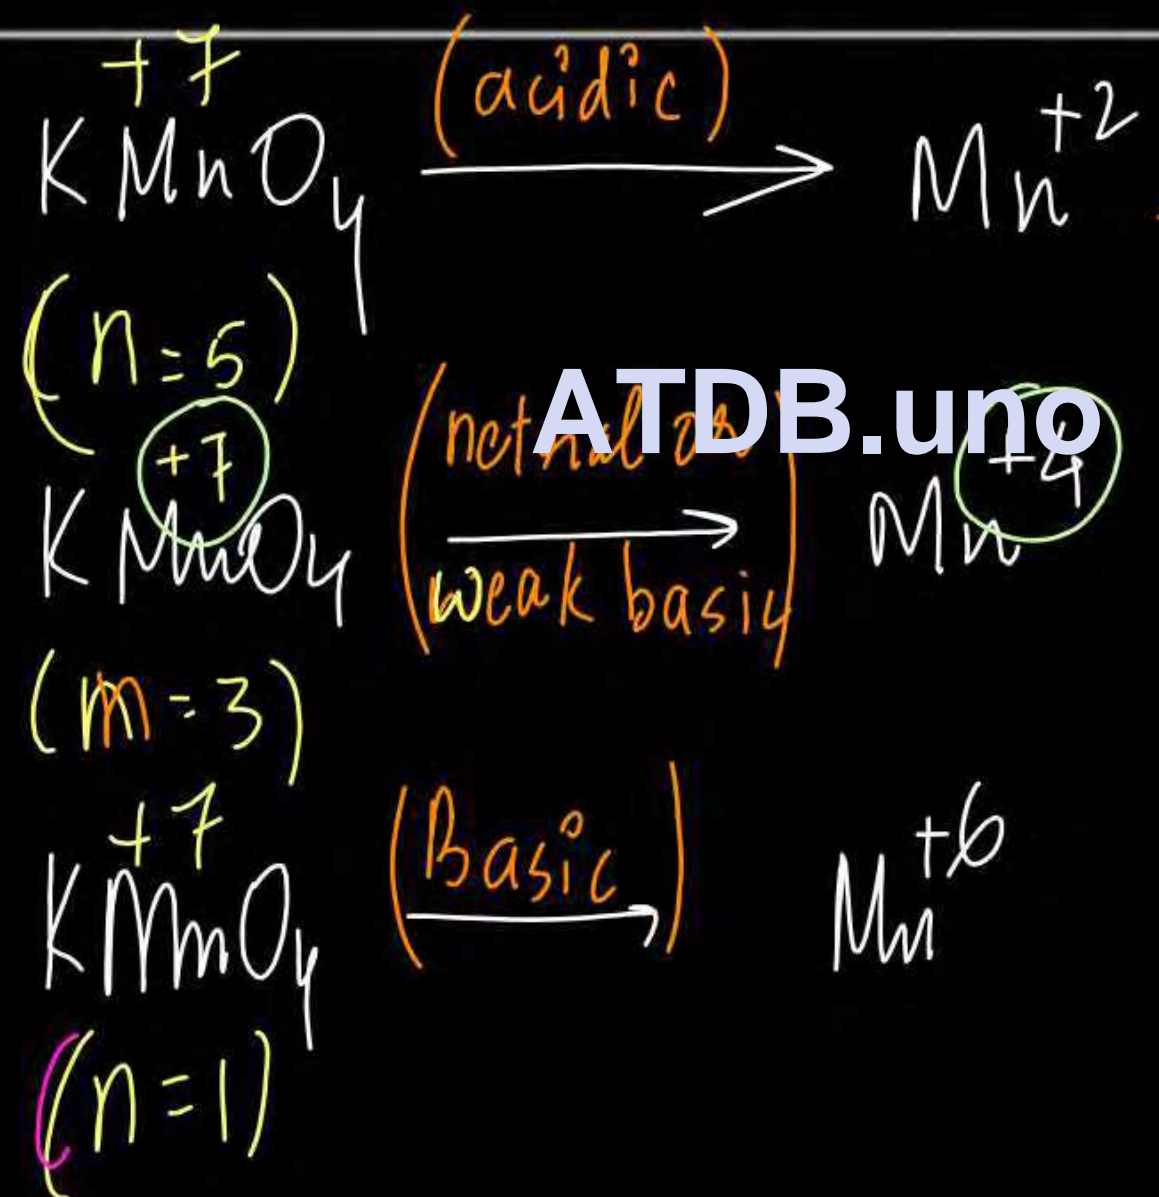 +7
(acidic)
KMnO4 → Mn+2
(n=5)
ATDB.uno
+7 +4
KMnO4 → Mn
weak basic
(n=3)
+7
(Basic)
KMnO4 → Mn+6
(n=1)